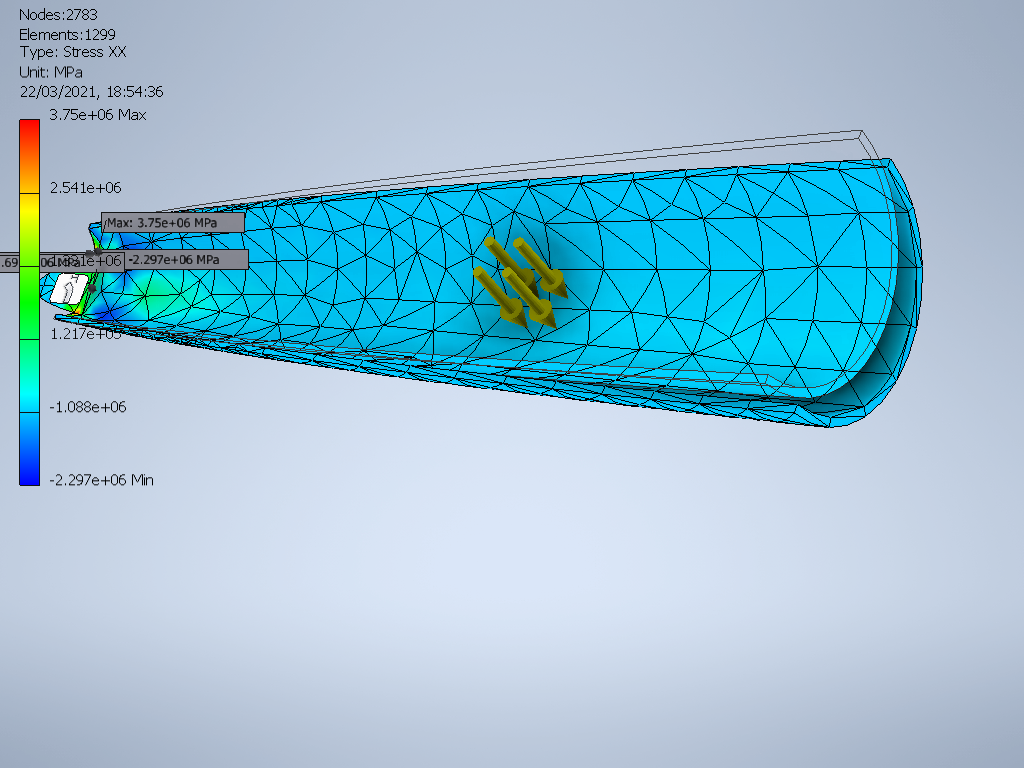 Nodes:2783
Elements:1299
Type: Stress XX
Unit: MPa
22/03/2021, 18:54:36
3.75e+06 Max
2.541e+06
Max: 3.75e+06 MPa
-2.297e+06 MPa
1.217e+05
-1.088e+06
-2.297e+06 Min